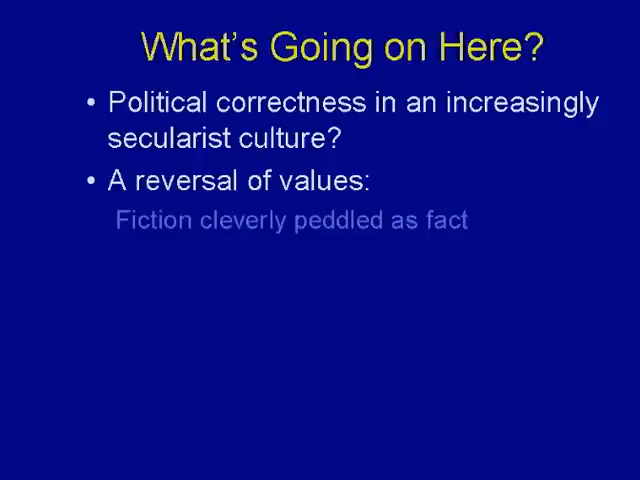 What's Going on Here?
• Political correctness in an increasingly
secularist culture?
• A reversal of values:
Fiction cleverly peddled as fact